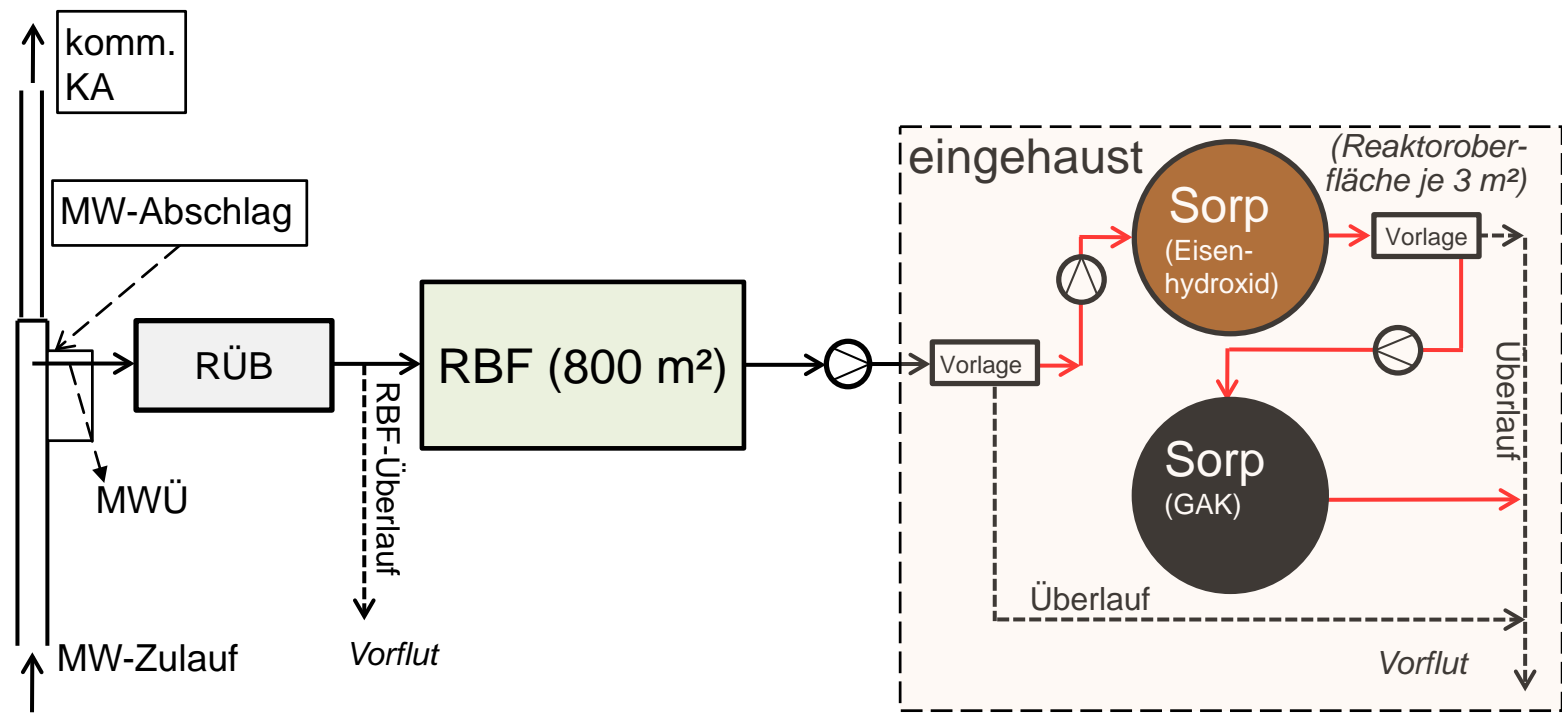 komm.
KA
MW-Abschlag
RÜB
MWÜ
MW-Zulauf
RBF-Überlauf
Vorflut
RBF (800 m²)
eingehaust
(Reaktorober-
fläche je 3 m²)
Sorp
(Eisen-
hydroxid)
Vorlage
Vorlage
Überlauf
Sorp
(GAK)
Überlauf
Vorflut